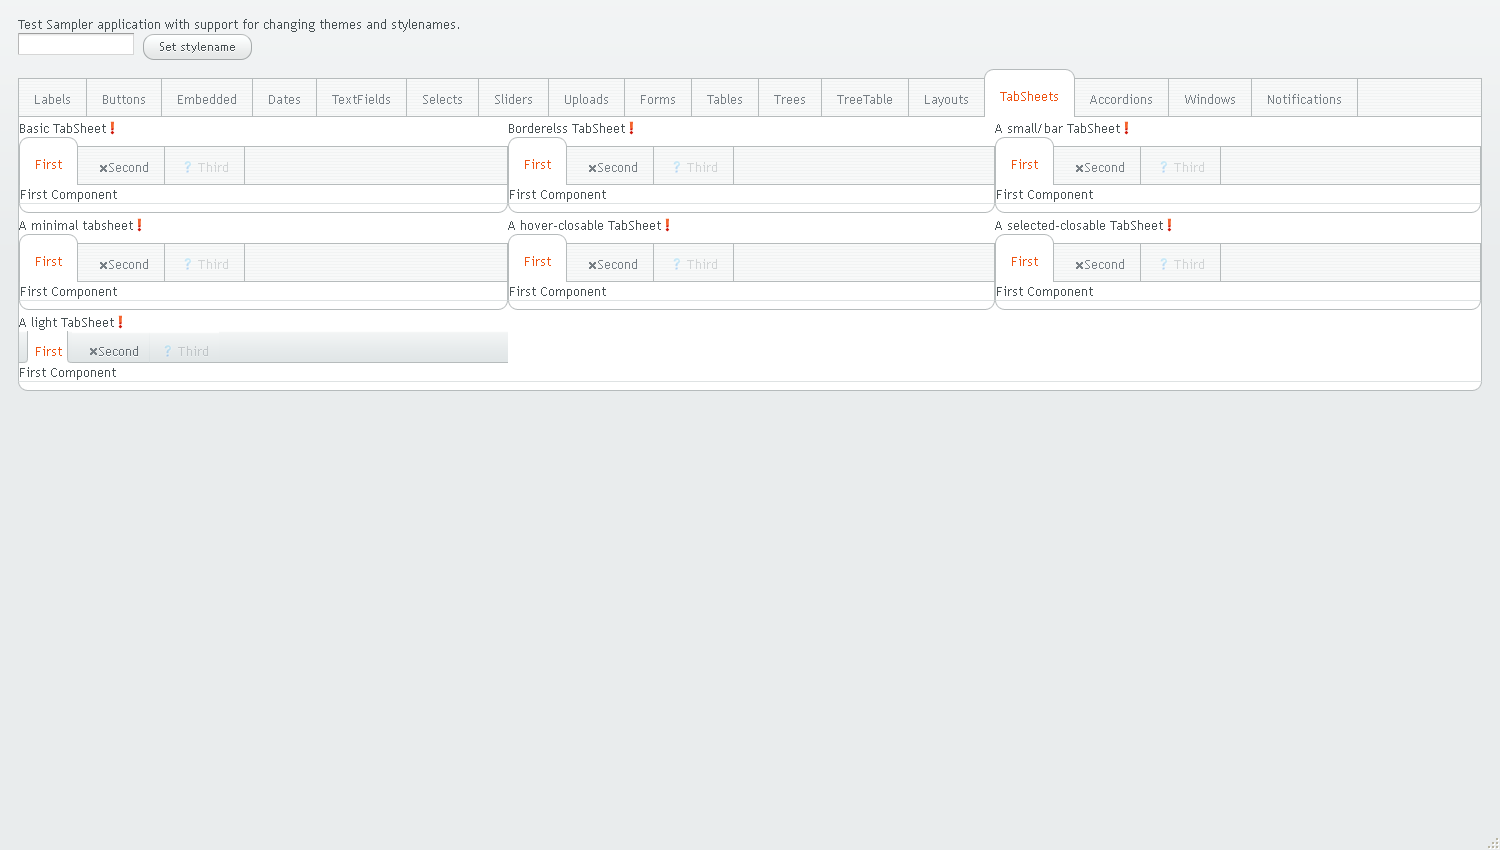 Test Sampler application with support for changing themes and stylenames.
Set stylename
Labels Buttons Embedded Dates TextFields Selects Sliders Uploads Forms Tables Trees TreeTable Layouts TabSheets Accordions Windows Notifications
Basic TabSheet! Borderelss TabSheet! A small/bar TabSheet!
First Second ? Third First Second ? Third First Second ? Third
First Component First Component First Component
A minimal tabsheet! A hover-closable TabSheet! A selected-closable TabSheet!
First Second ? Third First Second ? Third First Second ? Third
First Component First Component First Component
A light TabSheet!
First Second ? Third
First Component